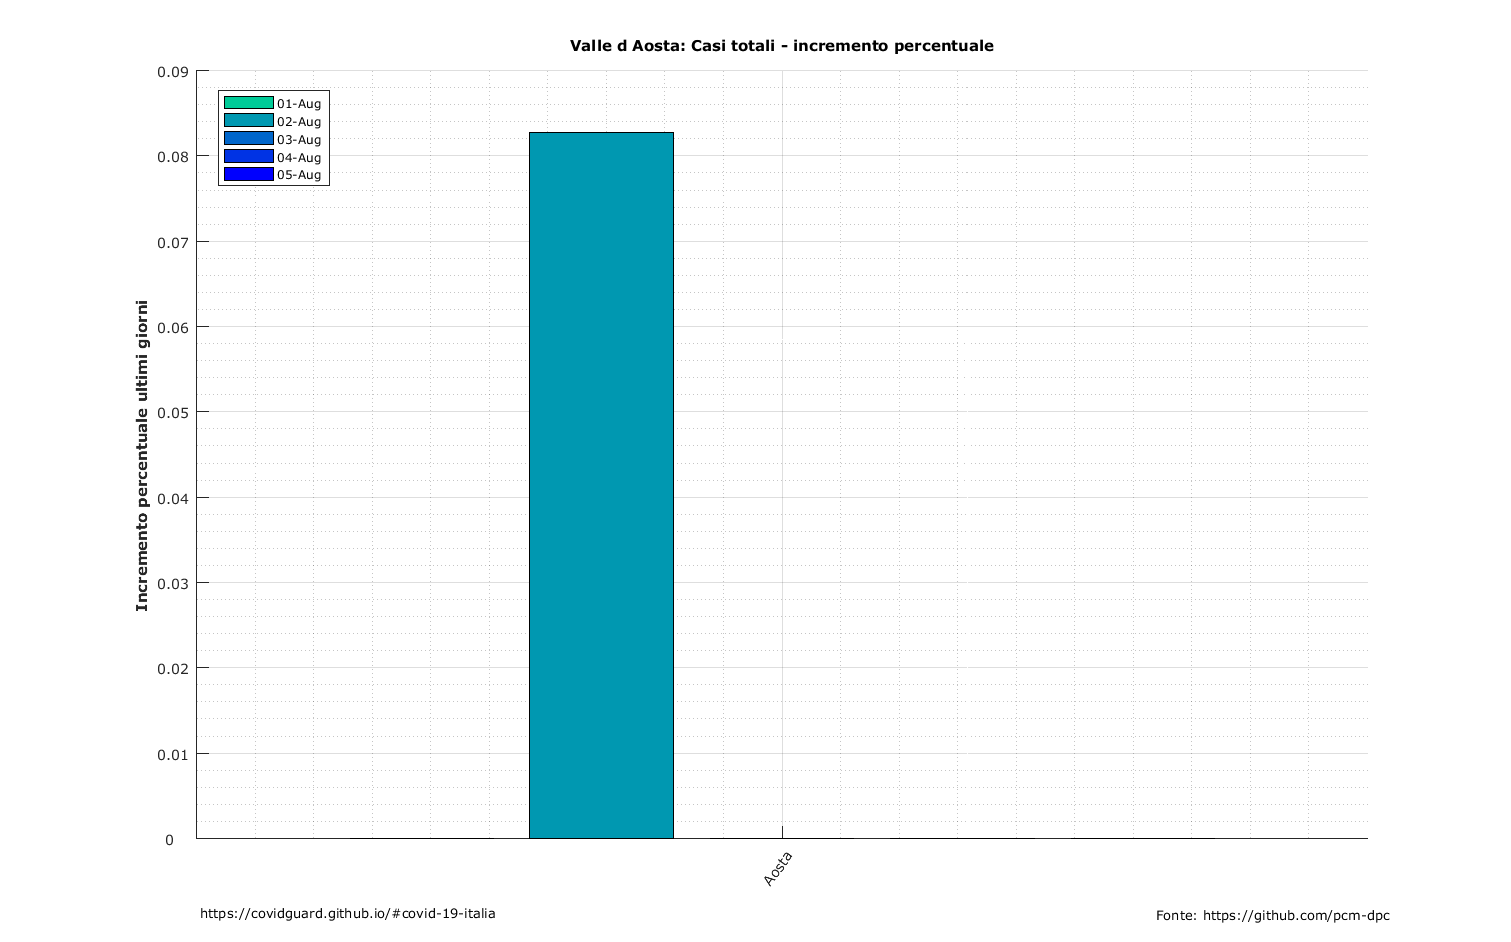 Valle d Aosta: Casi totali - incremento percentuale
0.09
0.08
0.07
0.06
0.05
0.04
0.03
0.02
0.01
0
Incremento percentuale ultimi giorni
01-Aug
02-Aug
03-Aug
04-Aug
05-Aug
Aosta
https://covidguard.github.io/#covid-19-italia
Fonte: https://github.com/pcm-dpc